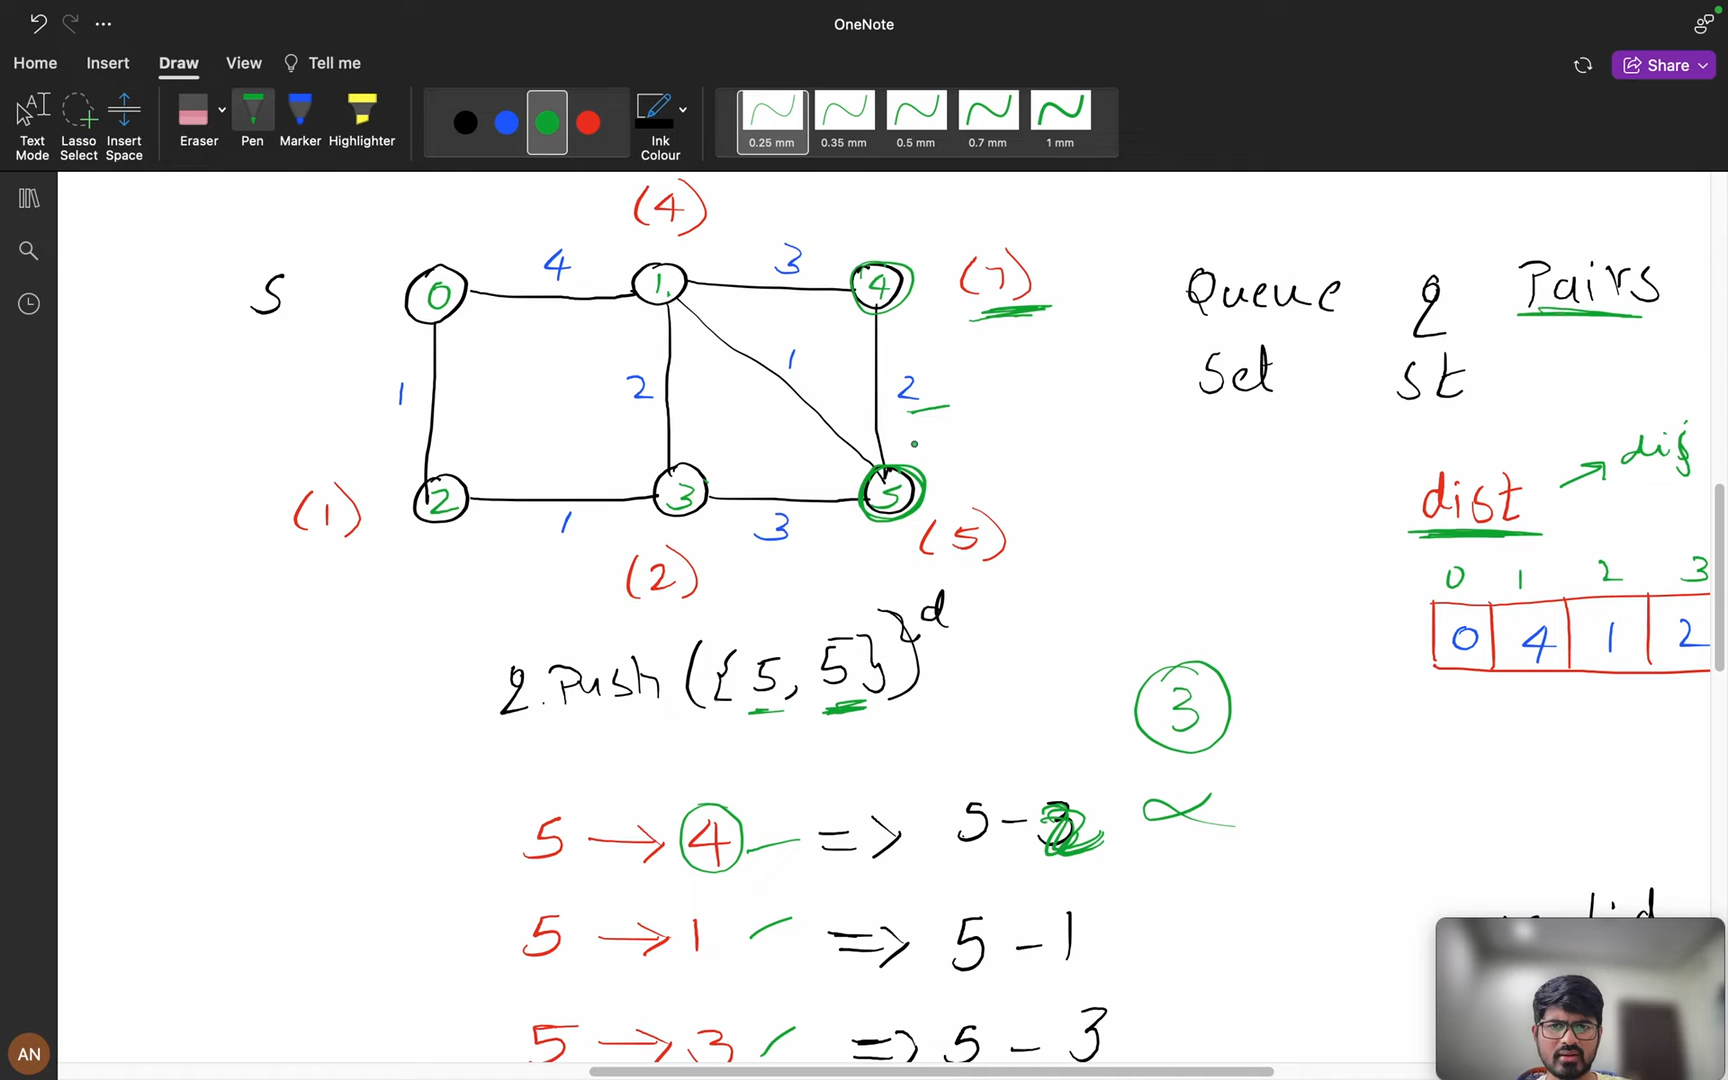 OneNote
Home Insert Draw View Tell me
Share
Text Mode
Lasso Select
Insert Space
Eraser
Pen
Marker
Highlighter
Ink Colour
0.25 mm
0.35 mm
0.5 mm
0.7 mm
1 mm
(4)
S 0 4 1 3 4 (7)
Queue q Pairs
Set st
1 2 1 2
dist → dis
(1) 2 1 3 3 5 (5)
(2)
0 1 2 3
0 4 1 2
q.push({5, 5}) d
3
5 → 4 => 5 -
5 → 1 => 5 - 1
5 → 3 => 5 - 3
AN